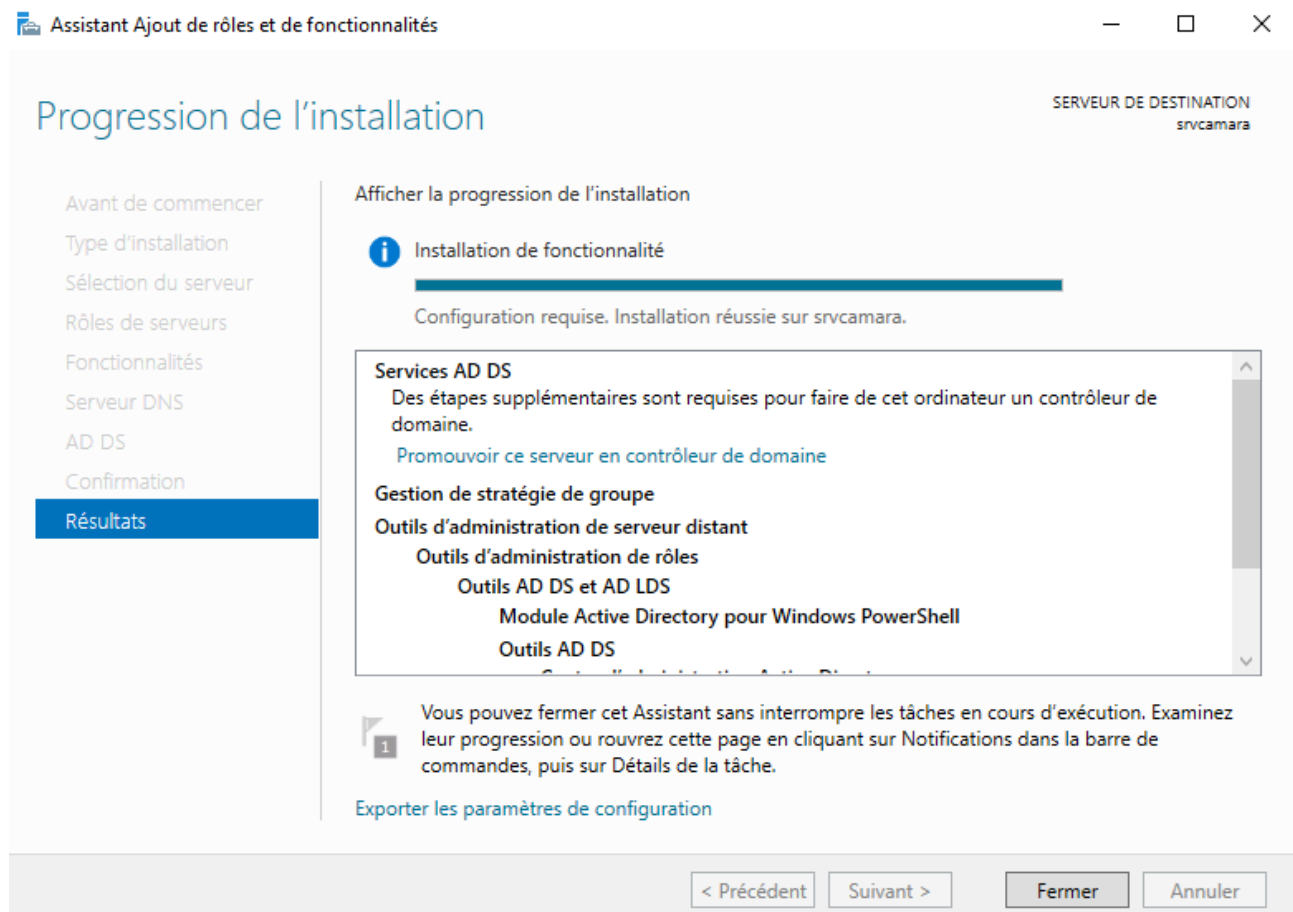 Assistant Ajout de rôles et de fonctionnalités
Progression de l'installation
SERVEUR DE DESTINATION
srvcamara
Avant de commencer
Type d'installation
Sélection du serveur
Rôles de serveurs
Fonctionnalités
Serveur DNS
AD DS
Confirmation
Résultats
Afficher la progression de l'installation
Installation de fonctionnalité
Configuration requise. Installation réussie sur srvcamara.
Services AD DS
Des étapes supplémentaires sont requises pour faire de cet ordinateur un contrôleur de
domaine.
Promouvoir ce serveur en contrôleur de domaine
Gestion de stratégie de groupe
Outils d'administration de serveur distant
Outils d'administration de rôles
Outils AD DS et AD LDS
Module Active Directory pour Windows PowerShell
Outils AD DS
1
Vous pouvez fermer cet Assistant sans interrompre les tâches en cours d'exécution. Examinez
leur progression ou rouvrez cette page en cliquant sur Notifications dans la barre de
commandes, puis sur Détails de la tâche.
Exporter les paramètres de configuration
< Précédent
Suivant >
Fermer
Annuler